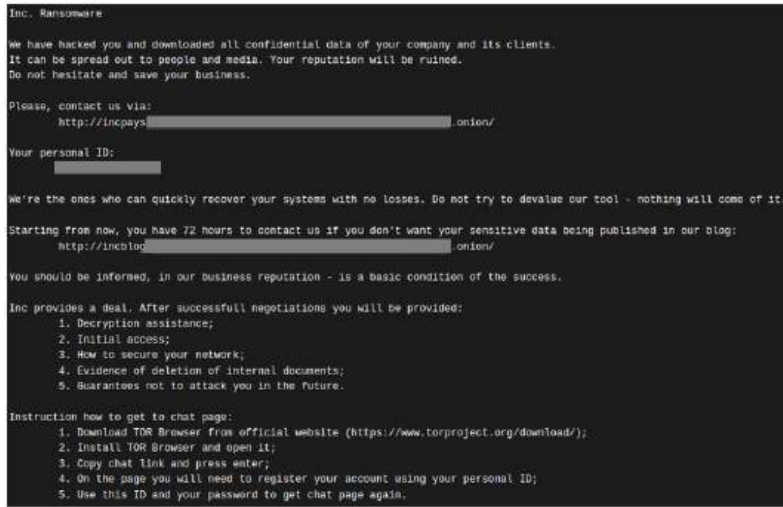 Inc. Ransomware
We have hacked you and downloaded all confidential data of your company and its clients.
It can be spread out to people and media. Your reputation will be ruined.
Do not hesitate and save your business.
Please, contact us via:
http://incpays .onion/
Your personal ID:
We're the ones who can quickly recover your systems with no losses. Do not try to devalue our tool - nothing will come of it.
Starting from now, you have 72 hours to contact us if you don't want your sensitive data being published in our blog:
http://incblog .onion/
You should be informed, in our business reputation - is a basic condition of the success.
Inc provides a deal. After successfull negotiations you will be provided:
1. Decryption assistance;
2. Initial access;
3. How to secure your network;
4. Evidence of deletion of internal documents;
5. Guarantees not to attack you in the future.
Instruction how to get to chat page:
1. Download TOR Browser from official website (https://www.torproject.org/download/);
2. Install TOR Browser and open it;
3. Copy chat link and press enter;
4. On the page you will need to register your account using your personal ID;
5. Use this ID and your password to get chat page again.